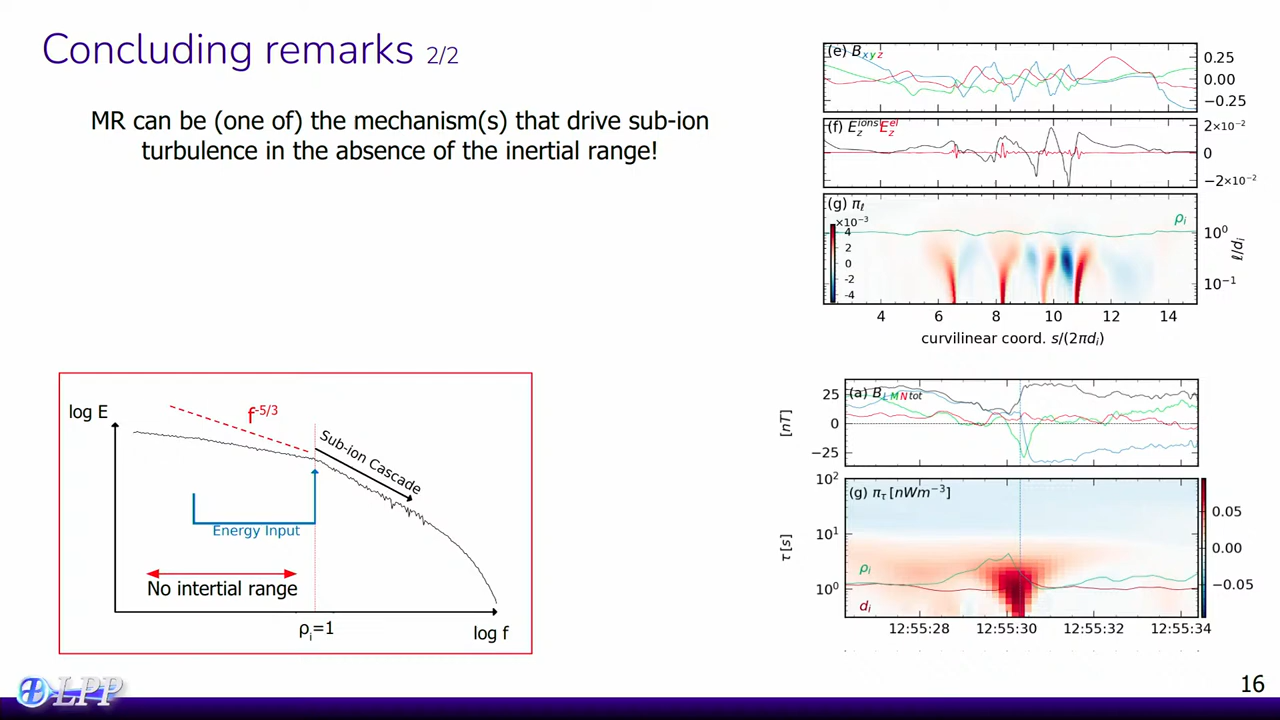 Concluding remarks 2/2
MR can be (one of) the mechanism(s) that drive sub-ion
turbulence in the absence of the inertial range!
log E
f-5/3
Sub-ion Cascade
Energy Input
No intertial range
ρi=1
log f
(e) Bxyz
0.25
0.00
−0.25
(f) Ezions Ezel
2×10−2
0
−2×10−2
(g) πℓ
×10−3
4
2
0
-2
-4
ρi
100
10−1
ℓ/di
4 6 8 10 12 14
curvilinear coord. s/(2πdi)
(a) BLMNtot
[nT]
25
0
−25
(g) πτ [nWm−3]
τ [s]
102
101
100
ρi
di
0.05
0.00
−0.05
12:55:28 12:55:30 12:55:32 12:55:34
LPP
16